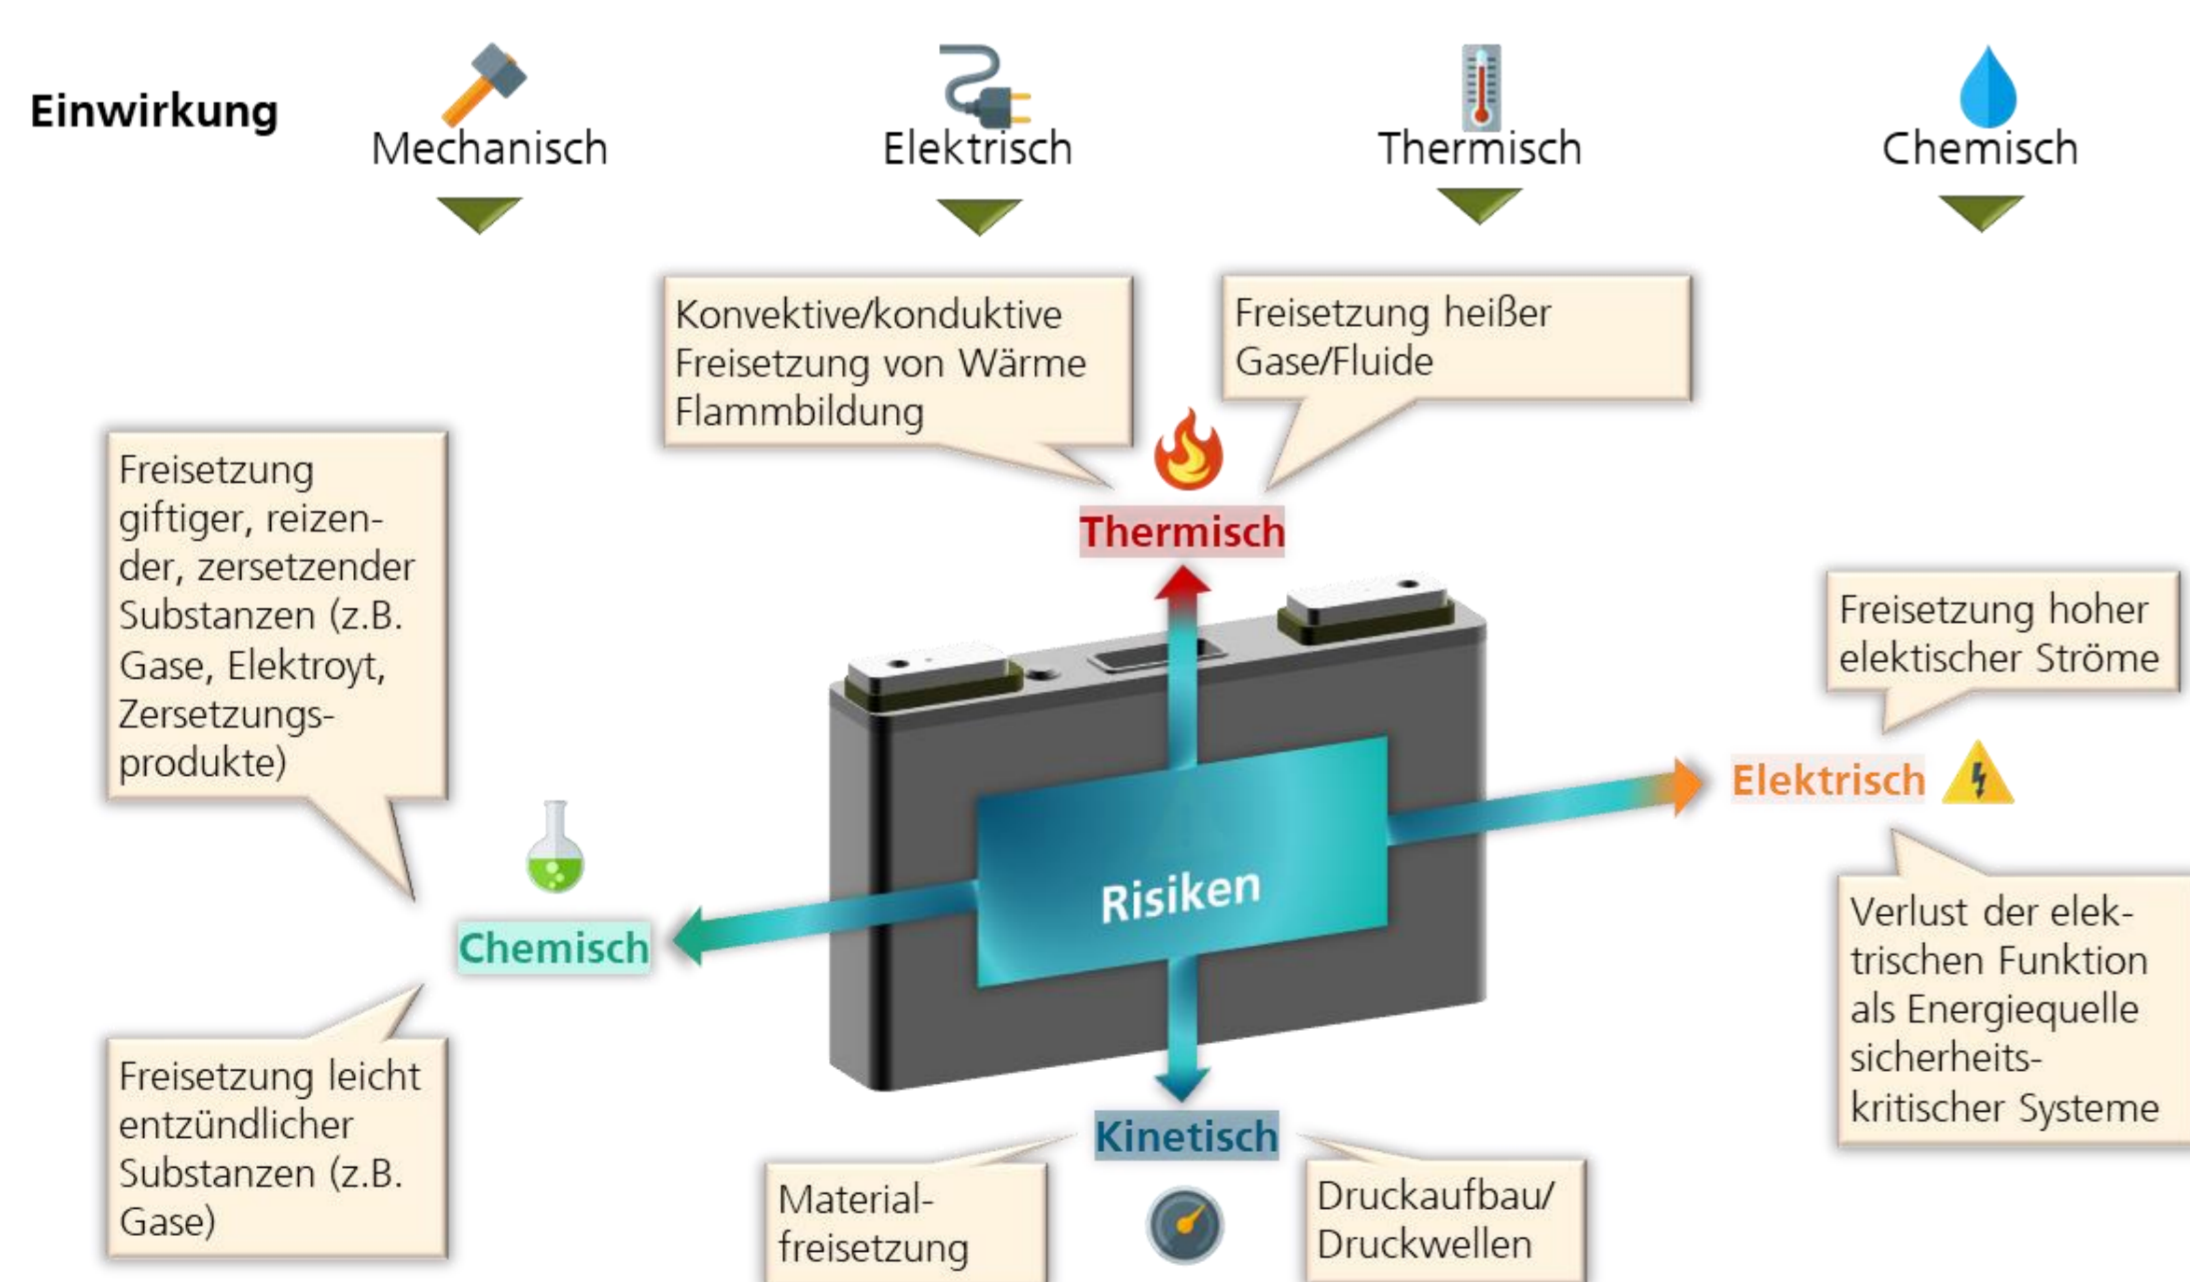 Einwirkung
Mechanisch
Elektrisch
Thermisch
Chemisch
Konvektive/konduktive
Freisetzung von Wärme
Flammbildung
Freisetzung heißer
Gase/Fluide
Thermisch
Freisetzung
giftiger, reizen-
der, zersetzender
Substanzen (z.B.
Gase, Elektroyt,
Zersetzungs-
produkte)
Chemisch
Freisetzung leicht
entzündlicher
Substanzen (z.B.
Gase)
Risiken
Freisetzung hoher
elektischer Ströme
Elektrisch
Verlust der elek-
trischen Funktion
als Energiequelle
sicherheits-
kritischer Systeme
Kinetisch
Material-
freisetzung
Druckaufbau/
Druckwellen